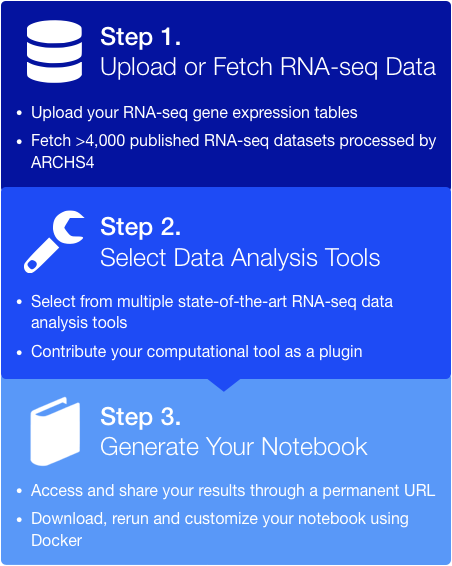 Step 1.
Upload or Fetch RNA-seq Data
• Upload your RNA-seq gene expression tables
• Fetch >4,000 published RNA-seq datasets processed by
ARCHS4
Step 2.
Select Data Analysis Tools
• Select from multiple state-of-the-art RNA-seq data
analysis tools
• Contribute your computational tool as a plugin
Step 3.
Generate Your Notebook
• Access and share your results through a permanent URL
• Download, rerun and customize your notebook using
Docker